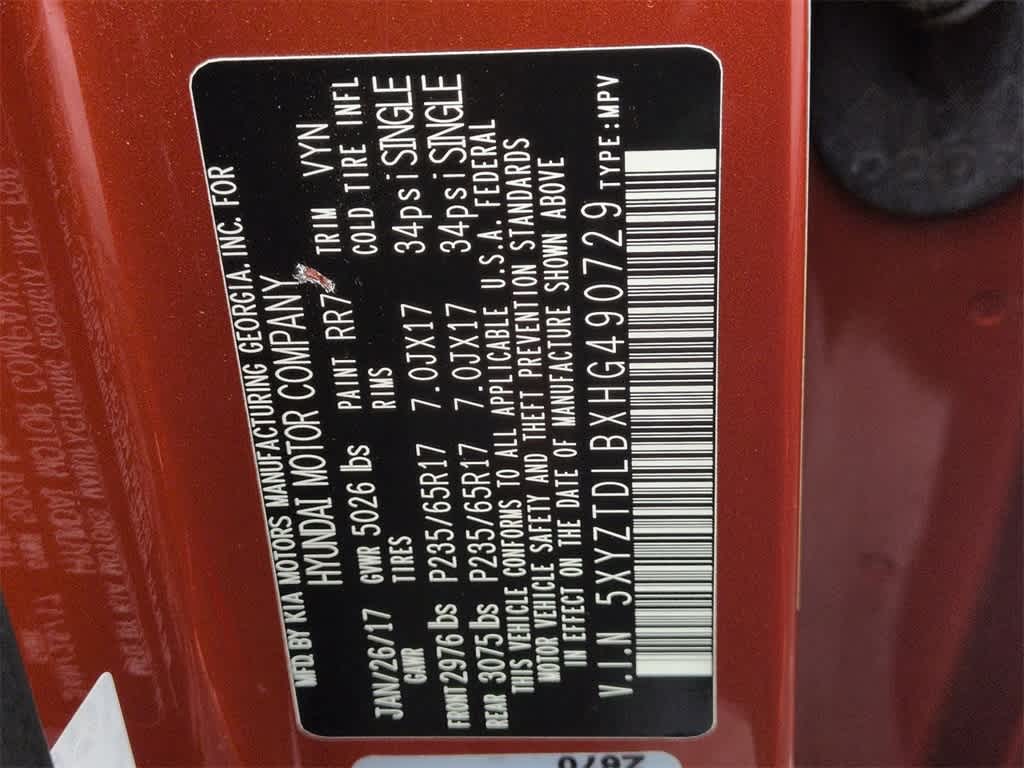 MFD BY KIA MOTORS MANUFACTURING GEORGIA. INC. FOR
HYUNDAI MOTOR COMPANY
JAN/26/17 GVWR 5026 lbs PAINT RR7 TRIM VYN
GAWR TIRES RIMS COLD TIRE INFL
FRONT 2976 lbs P235/65R17 7.0JX17 34psi SINGLE
REAR 3075 lbs P235/65R17 7.0JX17 34psi SINGLE
THIS VEHICLE CONFORMS TO ALL APPLICABLE U.S.A. FEDERAL
MOTOR VEHICLE SAFETY AND THEFT PREVENTION STANDARDS
IN EFFECT ON THE DATE OF MANUFACTURE SHOWN ABOVE
V.I.N 5XYZTDLBXHG490729 TYPE:MPV